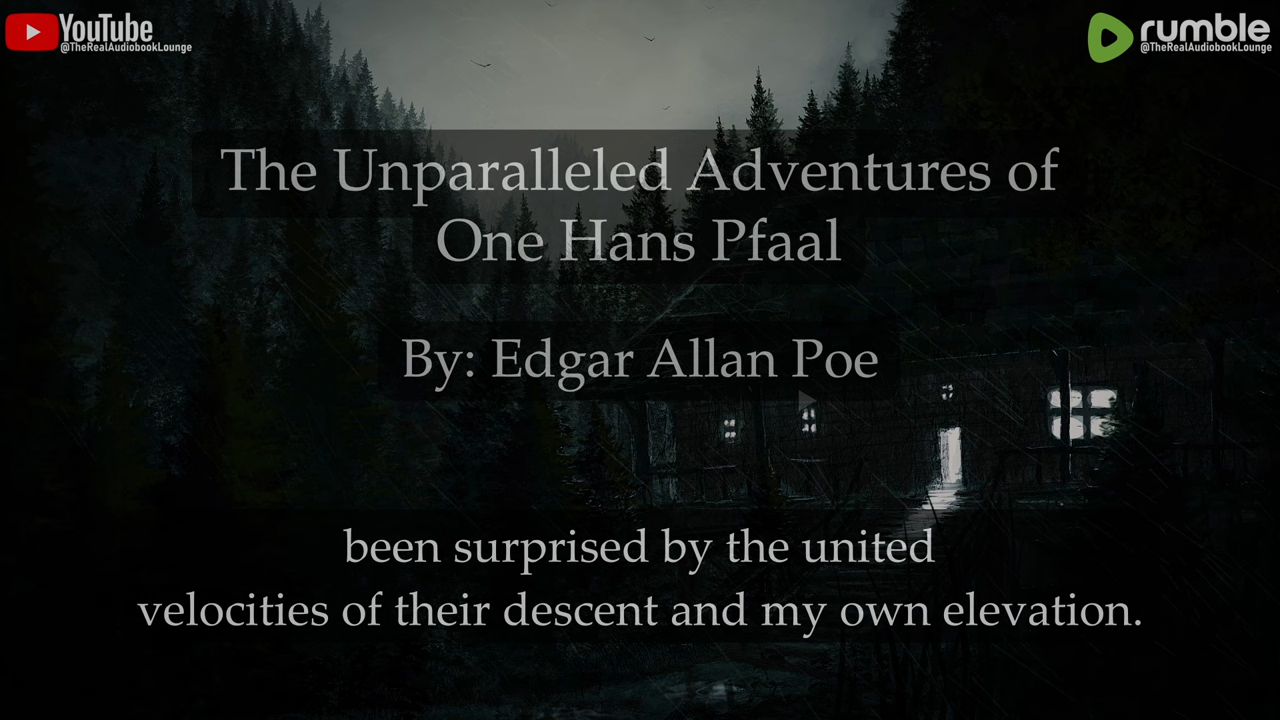 YouTube
@TheRealAudiobookLounge
rumble
@TheRealAudiobookLounge
The Unparalleled Adventures of
One Hans Pfaal
By: Edgar Allan Poe
been surprised by the united
velocities of their descent and my own elevation.